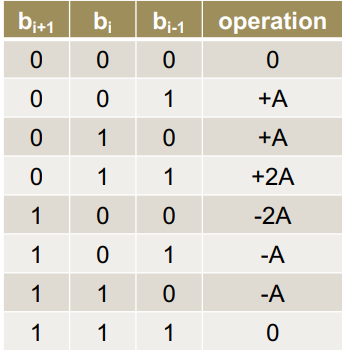 b_{i+1} b_i b_{i-1} operation
0 0 0 0
0 0 1 +A
0 1 0 +A
0 1 1 +2A
1 0 0 -2A
1 0 1 -A
1 1 0 -A
1 1 1 0